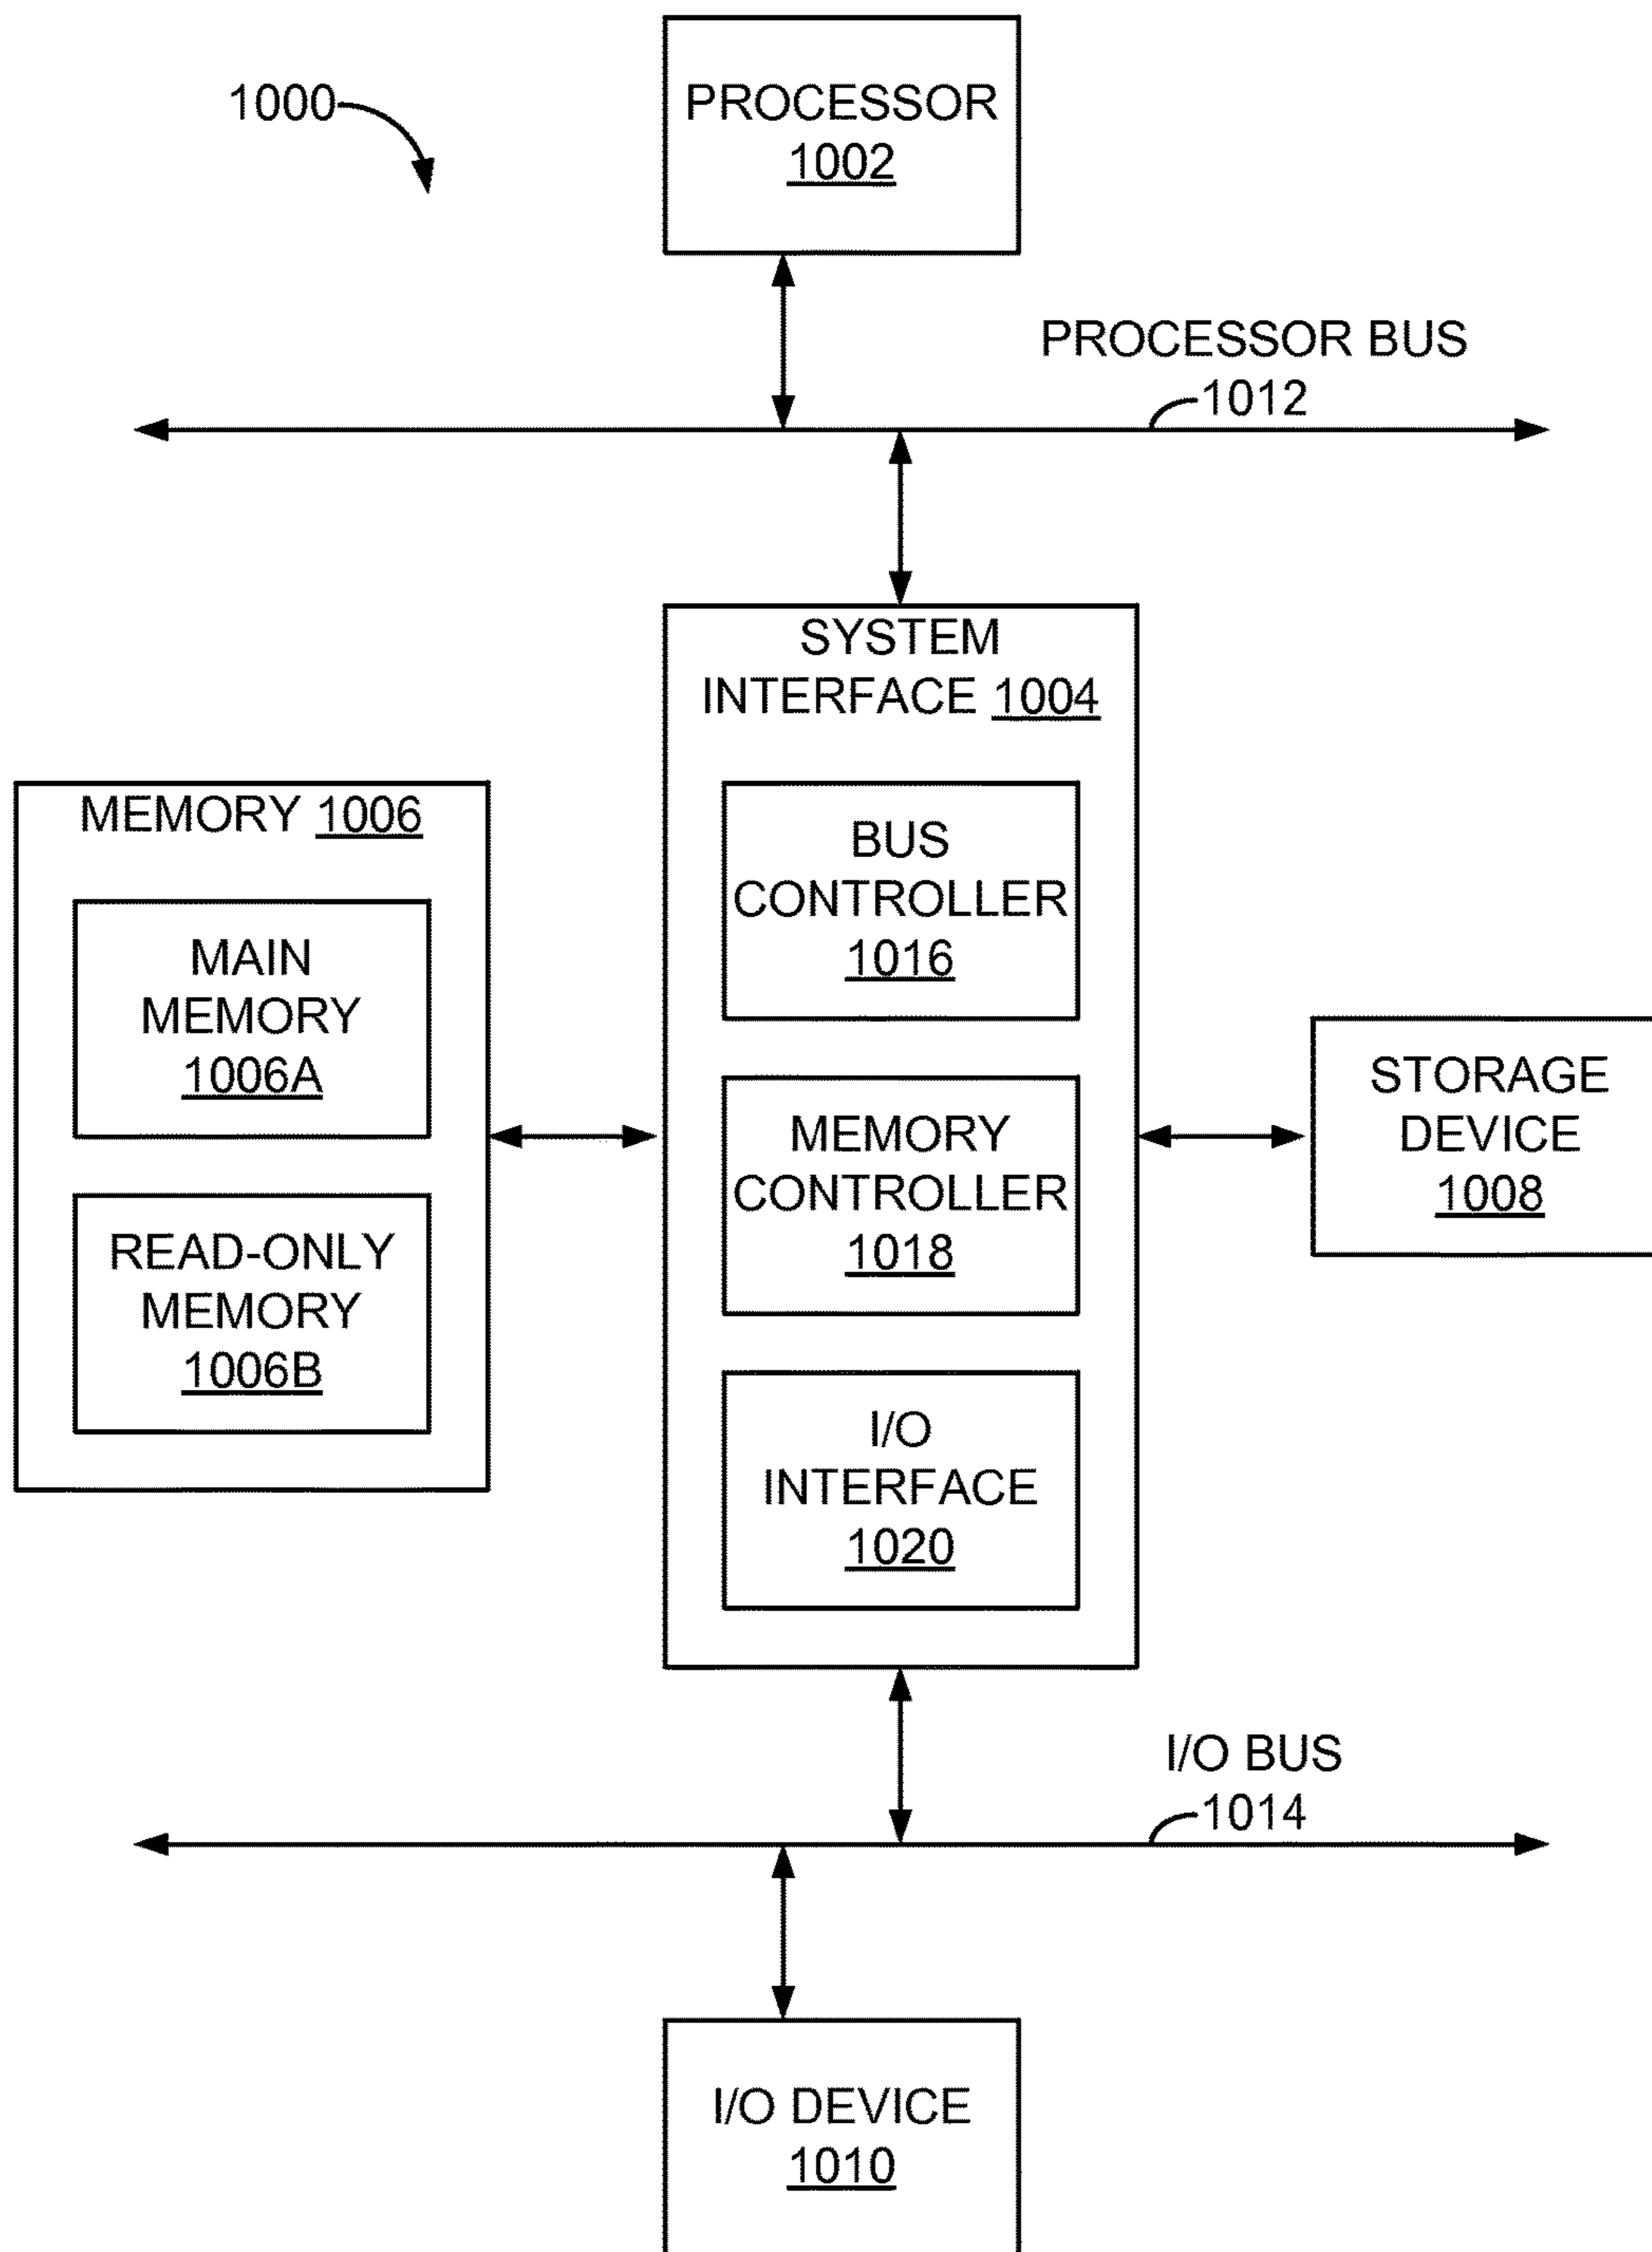 1000
PROCESSOR
1002
PROCESSOR BUS
1012
SYSTEM
INTERFACE 1004
MEMORY 1006
MAIN
MEMORY
1006A
READ-ONLY
MEMORY
1006B
BUS
CONTROLLER
1016
MEMORY
CONTROLLER
1018
I/O
INTERFACE
1020
STORAGE
DEVICE
1008
I/O BUS
1014
I/O DEVICE
1010